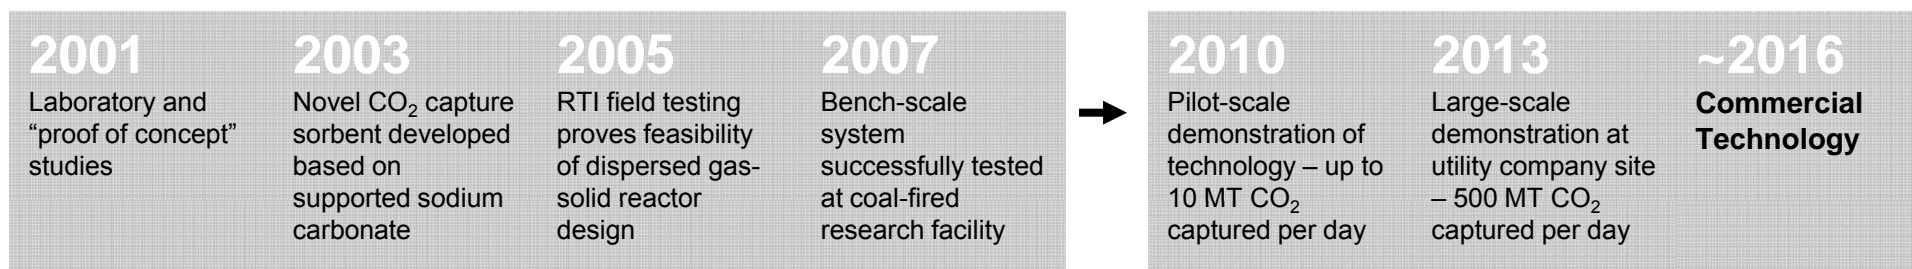 2001
Laboratory and
“proof of concept”
studies
2003
Novel CO₂ capture
sorbent developed
based on
supported sodium
carbonate
2005
RTI field testing
proves feasibility
of dispersed gas-
solid reactor
design
2007
Bench-scale
system
successfully tested
at coal-fired
research facility
2010
Pilot-scale
demonstration of
technology – up to
10 MT CO₂
captured per day
2013
Large-scale
demonstration at
utility company site
– 500 MT CO₂
captured per day
~2016
Commercial
Technology